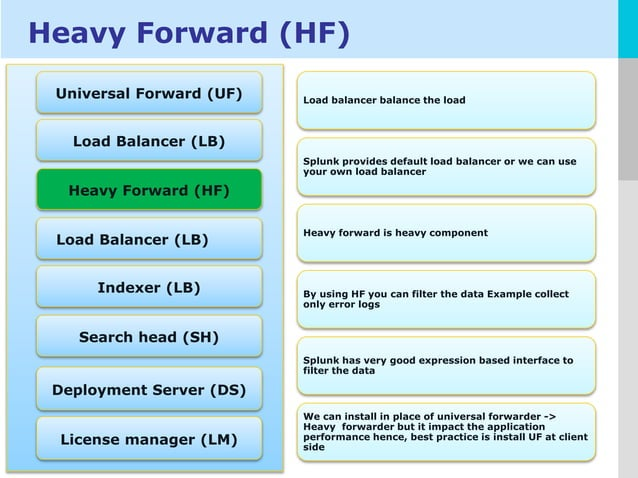 Heavy Forward (HF)
Universal Forward (UF)
Load Balancer (LB)
Heavy Forward (HF)
Load Balancer (LB)
Indexer (LB)
Search head (SH)
Deployment Server (DS)
License manager (LM)
Load balancer balance the load
Splunk provides default load balancer or we can use
your own load balancer
Heavy forward is heavy component
By using HF you can filter the data Example collect
only error logs
Splunk has very good expression based interface to
filter the data
We can install in place of universal forwarder ->
Heavy forwarder but it impact the application
performance hence, best practice is install UF at client
side